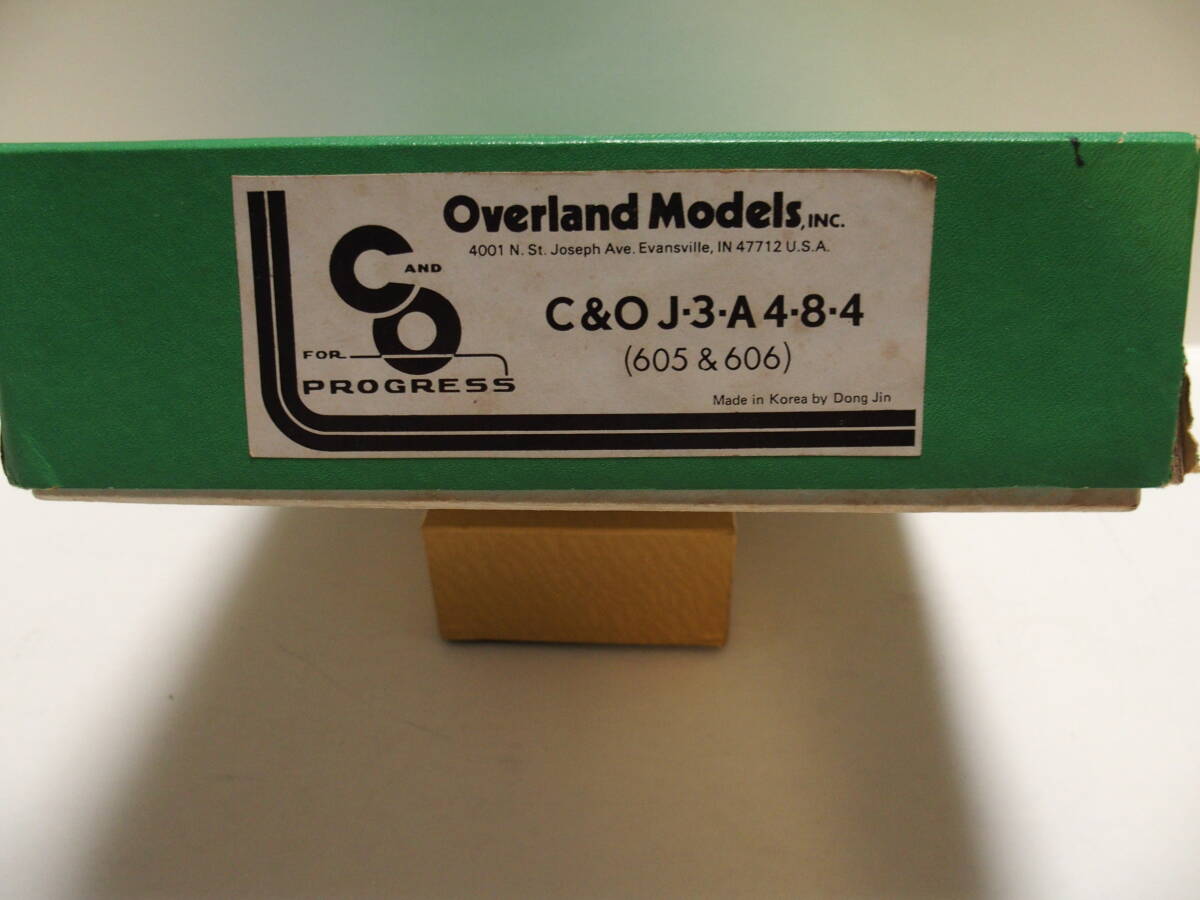 Overland Models, INC.
4001 N. St. Joseph Ave. Evansville, IN 47712 U.S.A.
C AND O
FOR
PROGRESS
C&O J·3·A 4·8·4
(605 & 606)
Made in Korea by Dong Jin